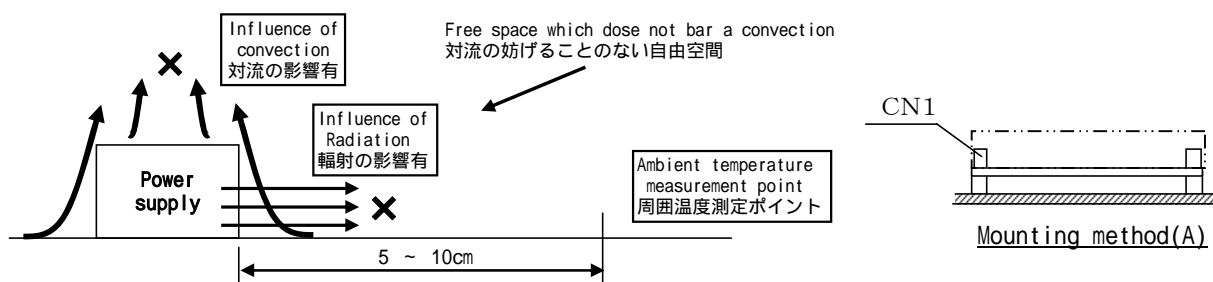 Influence of
convection
対流の影響有
Free space which dose not bar a convection
対流の妨げることのない自由空間
Influence of
Radiation
輻射の影響有
Power
supply
Ambient temperature
measurement point
周囲温度測定ポイント
5 ~ 10cm
CN1
Mounting method(A)